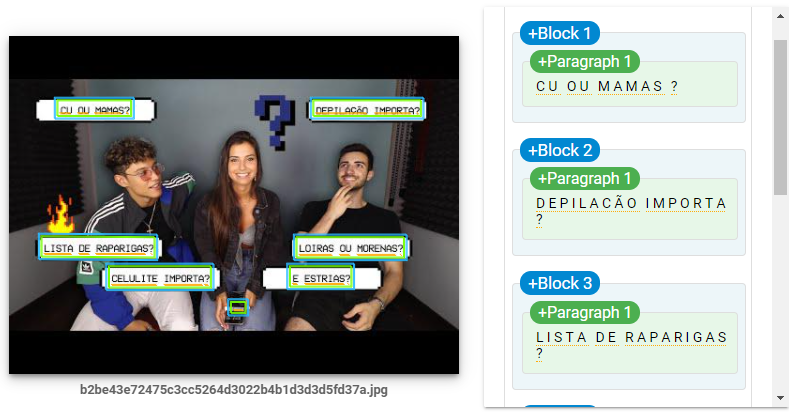 CU OU MAMAS?
DEPILAÇÃO IMPORTA?
LISTA DE RAPARIGAS?
LOIRAS OU MORENAS?
CELULITE IMPORTA?
E ESTRIAS?
b2be43e72475c3cc5264d3022b4b1d3d3d5fd37a.jpg
+Block 1
+Paragraph 1
CU OU MAMAS ?
+Block 2
+Paragraph 1
DEPILACÃO IMPORTA
?
+Block 3
+Paragraph 1
LISTA DE RAPARIGAS
?